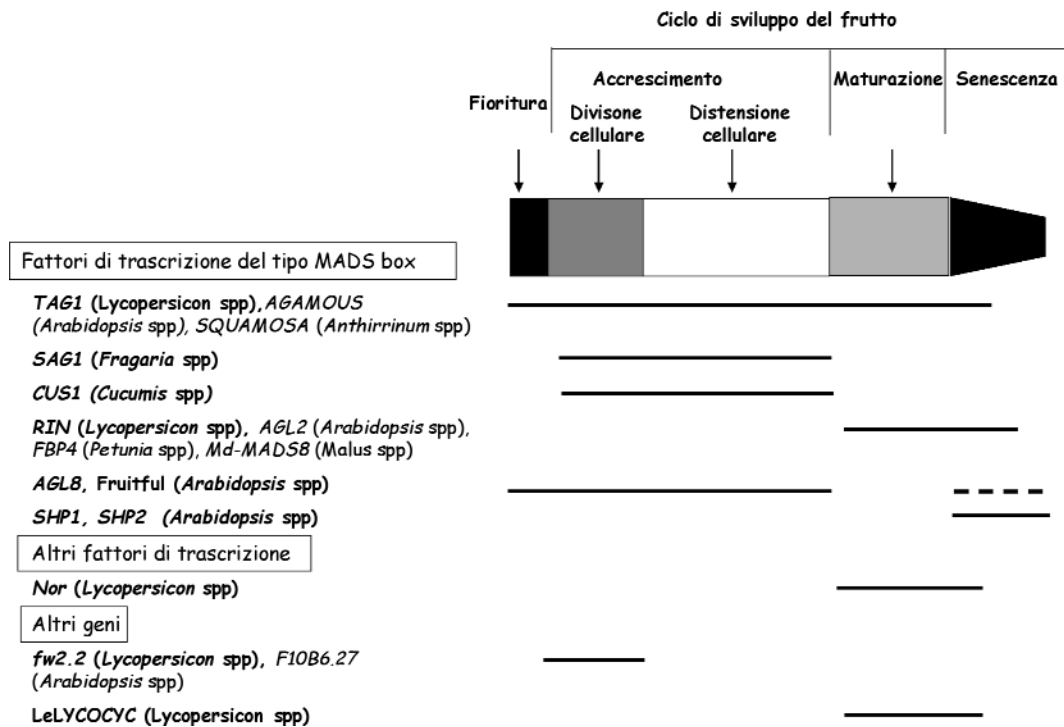 Ciclo di sviluppo del frutto
Accrescimento
Maturazione
Senescenza
Fioritura
Divisone
cellulare
Distensione
cellulare
Fattori di trascrizione del tipo MADS box
TAG1 (Lycopersicon spp), AGAMOUS
(Arabidopsis spp), SQUAMOSA (Anthirrinum spp)
SAG1 (Fragaria spp)
CUS1 (Cucumis spp)
RIN (Lycopersicon spp), AGL2 (Arabidopsis spp),
FBP4 (Petunia spp), Md-MADS8 (Malus spp)
AGL8, Fruitful (Arabidopsis spp)
SHP1, SHP2 (Arabidopsis spp)
Altri fattori di trascrizione
Nor (Lycopersicon spp)
Altri geni
fw2.2 (Lycopersicon spp), F10B6.27
(Arabidopsis spp)
LeLYCOCYC (Lycopersicon spp)